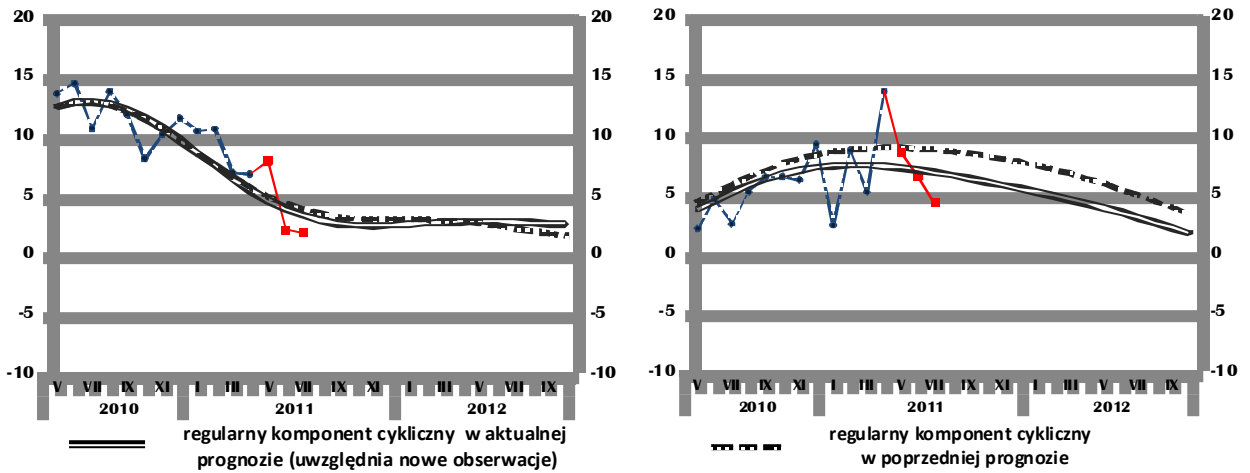 20 20
15 15
10 10
5 5
0 0
-5 -5
-10 -10
V VII IX XI I III V VII IX XI I III V VII IX
2010 2011 2012
20 20
15 15
10 10
5 5
0 0
-5 -5
-10 -10
V VII IX XI I III V VII IX XI I III V VII IX
2010 2011 2012
regularny komponent cykliczny w aktualnej
prognozie (uwzględnia nowe obserwacje)
regularny komponent cykliczny
w poprzedniej prognozie